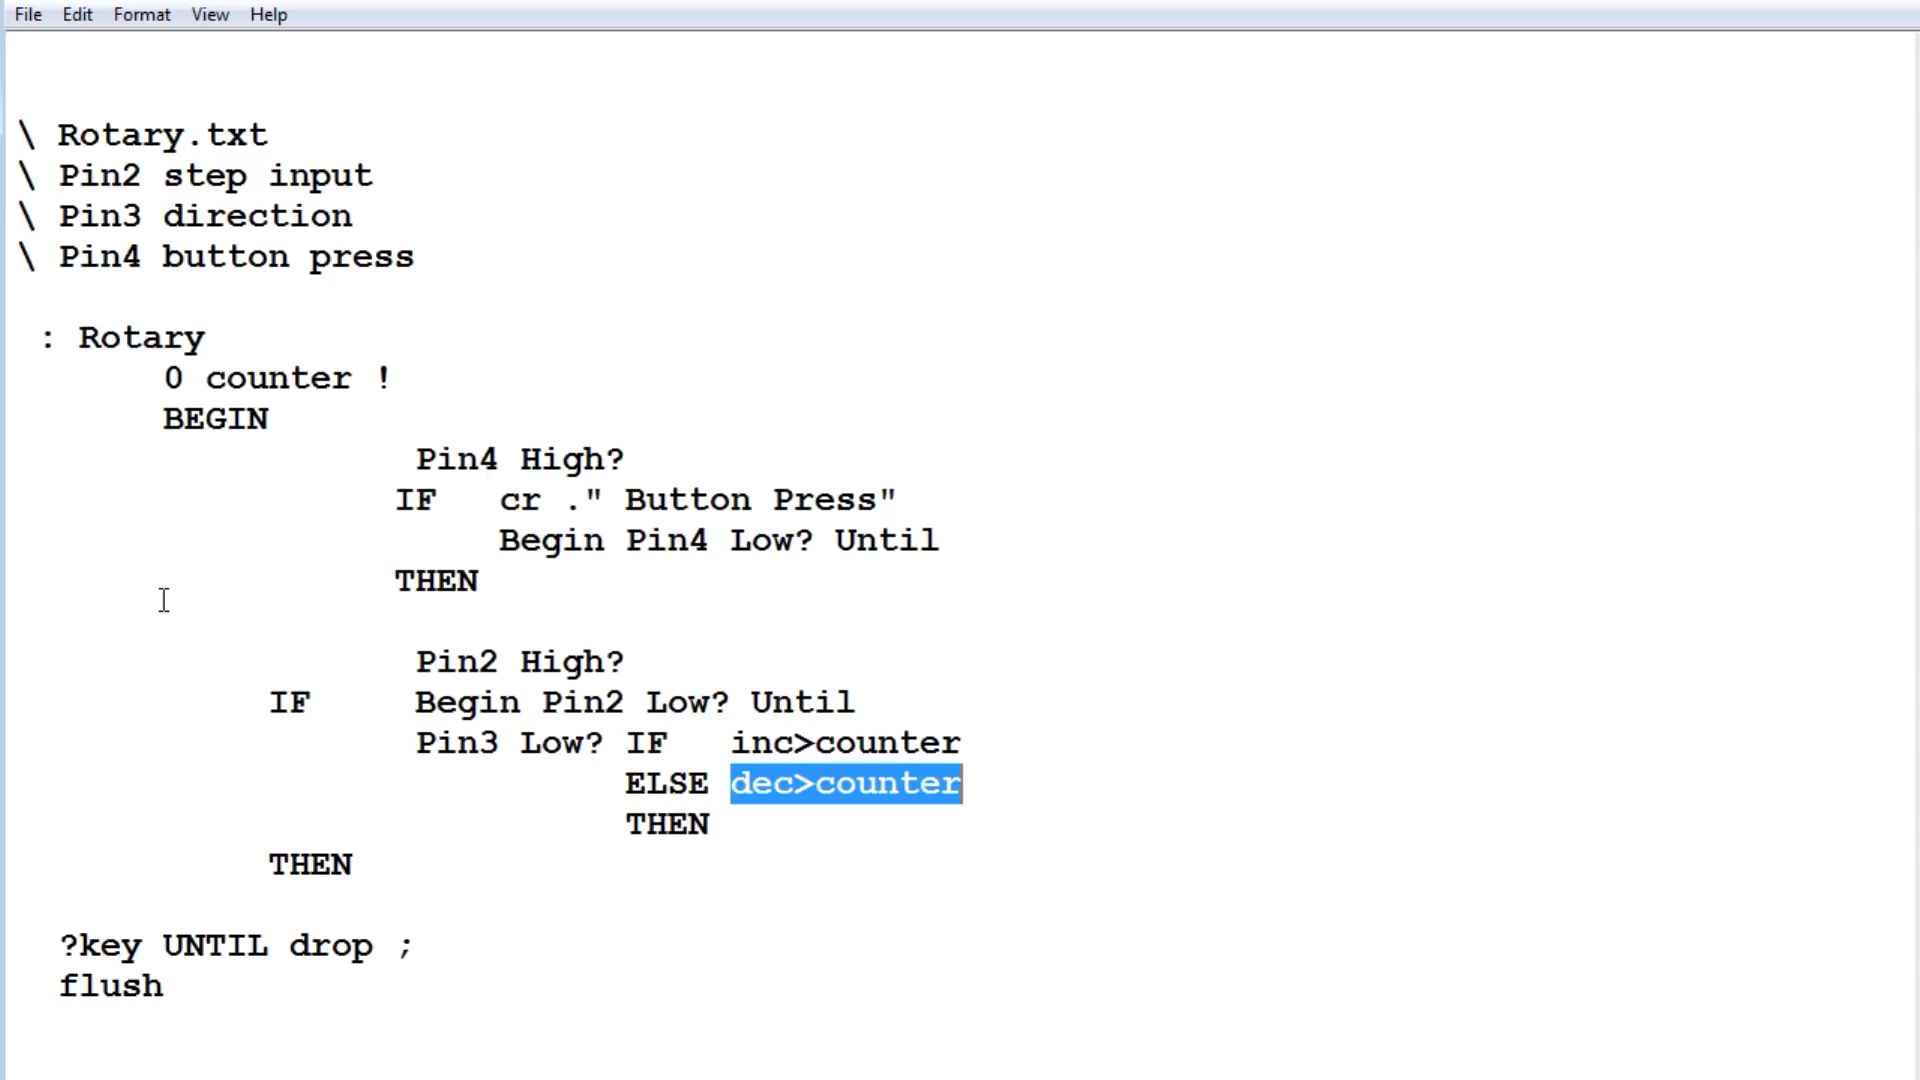 File Edit Format View Help
\ Rotary.txt
\ Pin2 step input
\ Pin3 direction
\ Pin4 button press
: Rotary
0 counter !
BEGIN
Pin4 High?
IF cr ." Button Press"
Begin Pin4 Low? Until
THEN
Pin2 High?
IF Begin Pin2 Low? Until
Pin3 Low? IF inc>counter
ELSE dec>counter
THEN
THEN
?key UNTIL drop ;
flush